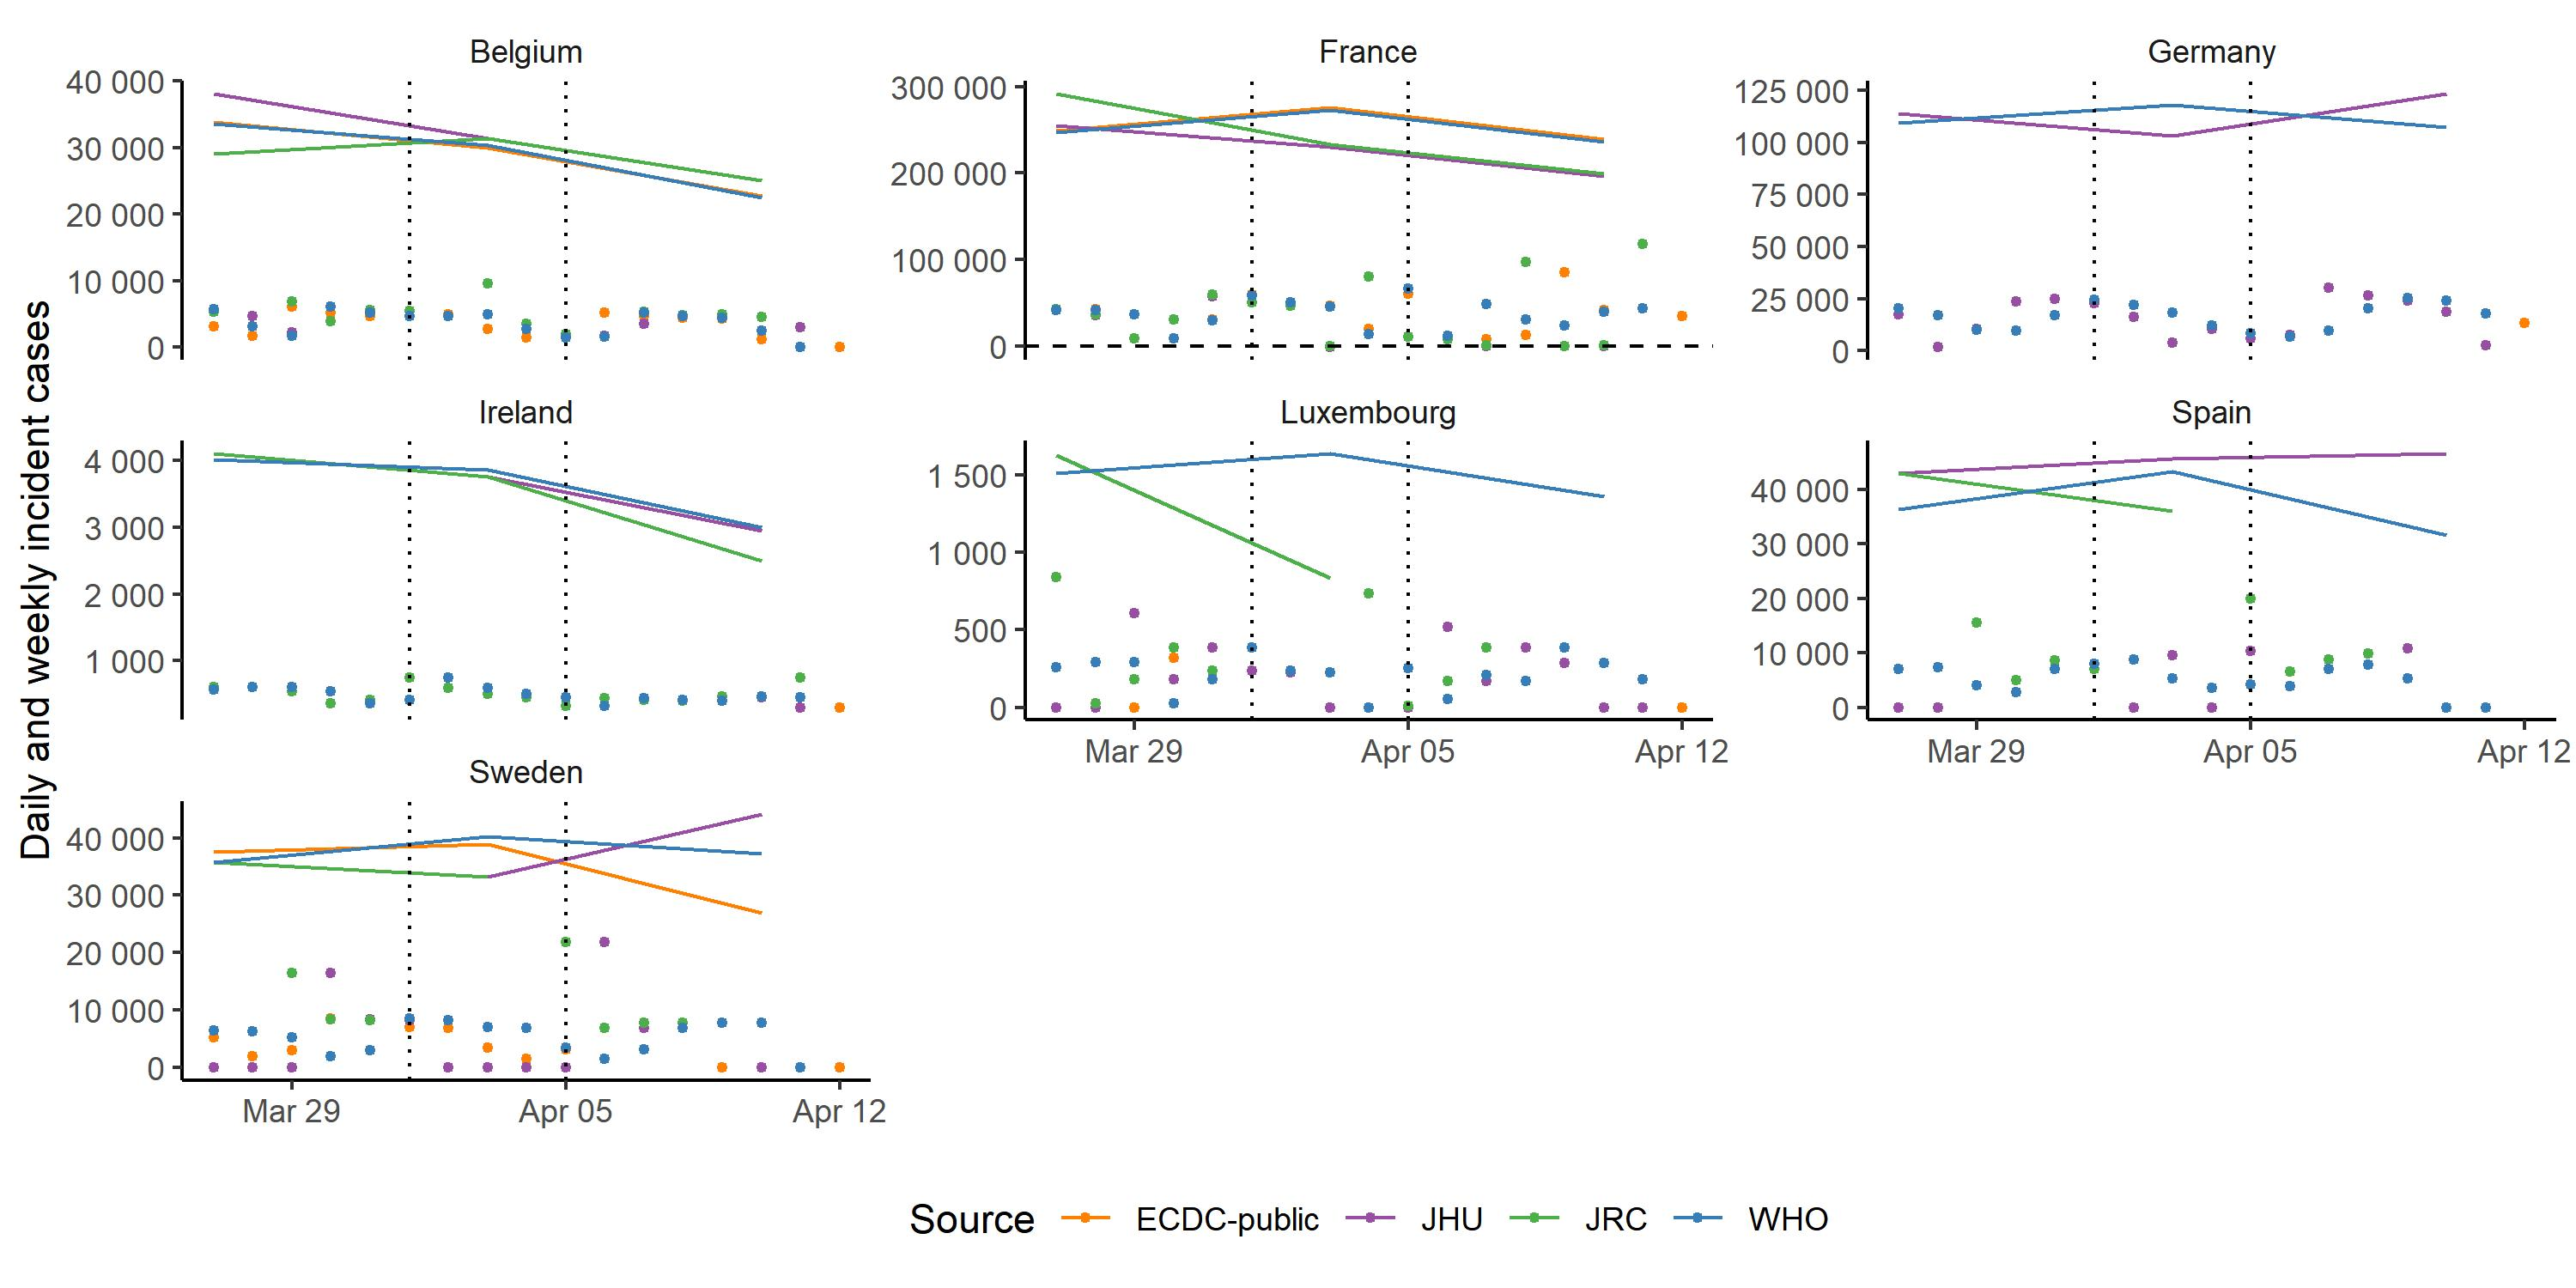 Daily and weekly incident cases
Belgium
40 000
30 000
20 000
10 000
0
France
300 000
200 000
100 000
0
Germany
125 000
100 000
75 000
50 000
25 000
0
Ireland
4 000
3 000
2 000
1 000
Luxembourg
1 500
1 000
500
0
Mar 29 Apr 05 Apr 12
Spain
40 000
30 000
20 000
10 000
0
Mar 29 Apr 05 Apr 12
Sweden
40 000
30 000
20 000
10 000
0
Mar 29 Apr 05 Apr 12
Source ECDC-public JHU JRC WHO